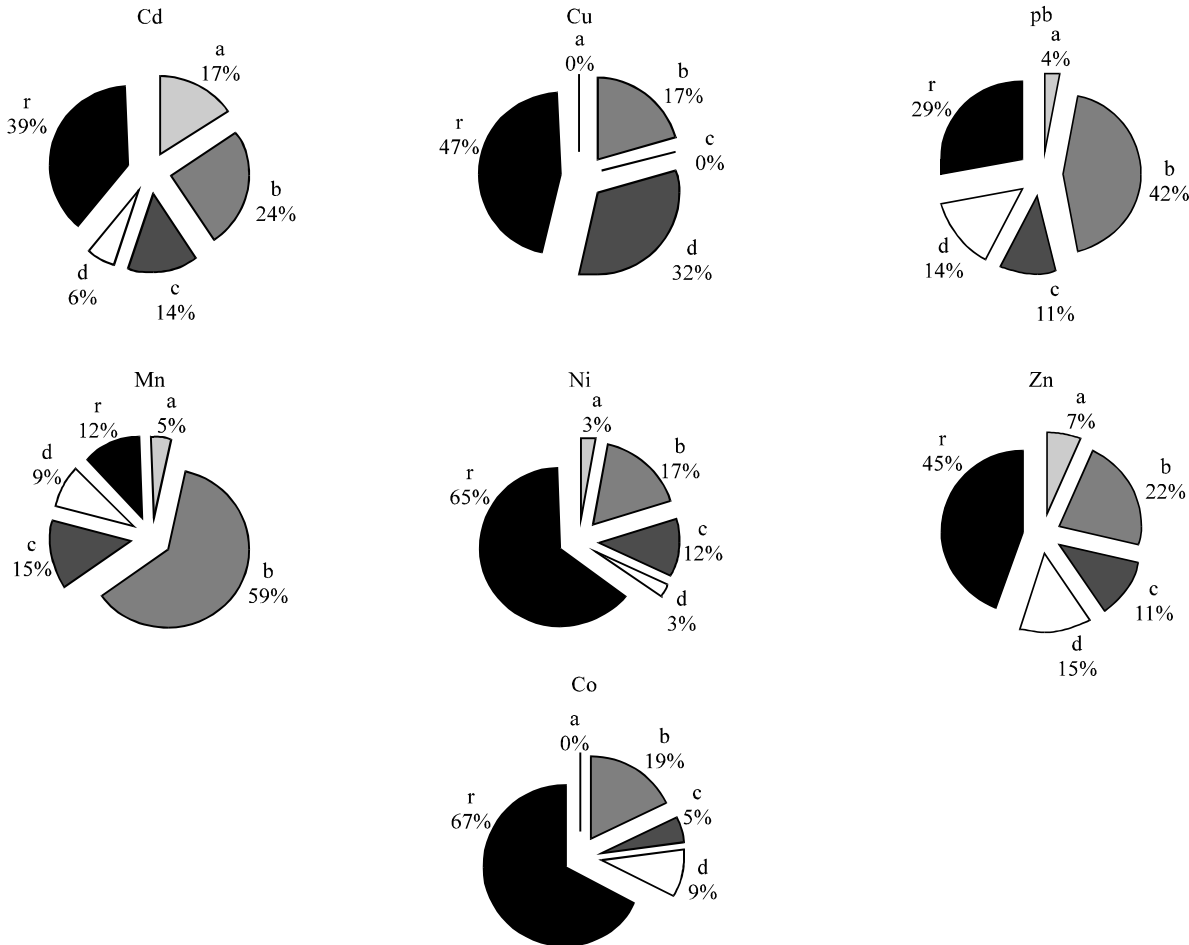 Cd
a
17%
b
24%
c
14%
d
6%
r
39%
Cu
a
0%
b
17%
c
0%
d
32%
r
47%
pb
a
4%
b
42%
c
11%
d
14%
r
29%
Mn
a
5%
b
59%
c
15%
d
9%
r
12%
Ni
a
3%
b
17%
c
12%
d
3%
r
65%
Zn
a
7%
b
22%
c
11%
d
15%
r
45%
Co
a
0%
b
19%
c
5%
d
9%
r
67%